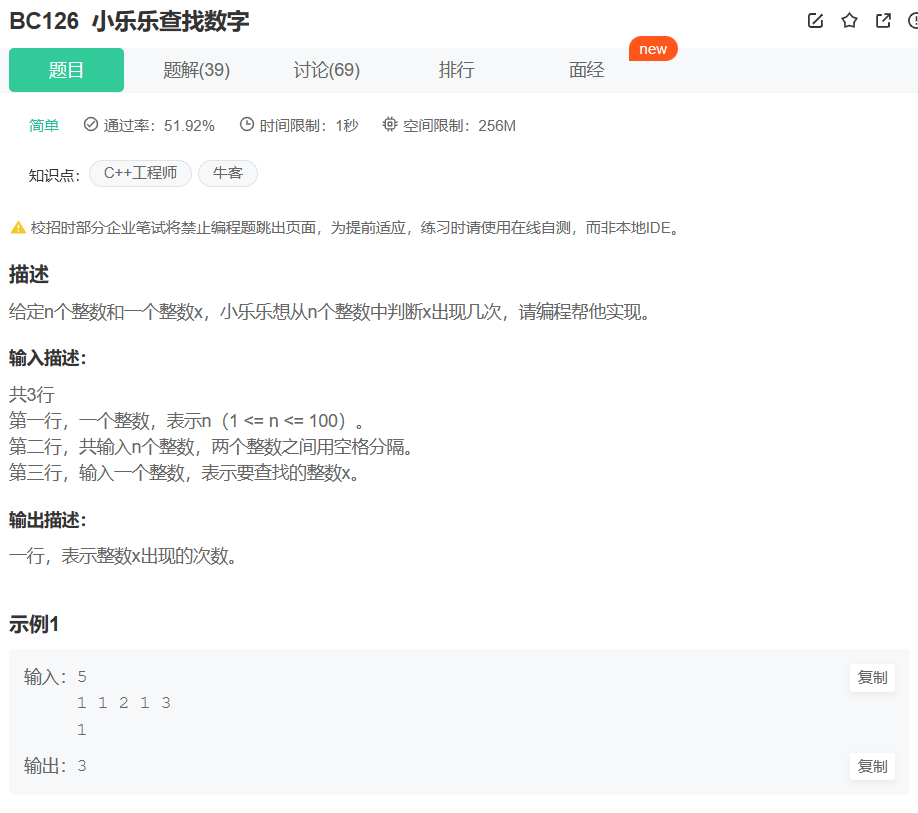 BC126 小乐乐查找数字
题目 题解(39) 讨论(69) 排行 面经 new
简单 通过率：51.92% 时间限制：1秒 空间限制：256M
知识点： C++工程师 牛客
校招时部分企业笔试将禁止编程题跳出页面，为提前适应，练习时请使用在线自测，而非本地IDE。
描述
给定n个整数和一个整数x，小乐乐想从n个整数中判断x出现几次，请编程帮他实现。
输入描述：
共3行
第一行，一个整数，表示n（1 <= n <= 100）。
第二行，共输入n个整数，两个整数之间用空格分隔。
第三行，输入一个整数，表示要查找的整数x。
输出描述：
一行，表示整数x出现的次数。
示例1
输入：5 复制
1 1 2 1 3
1
输出：3 复制